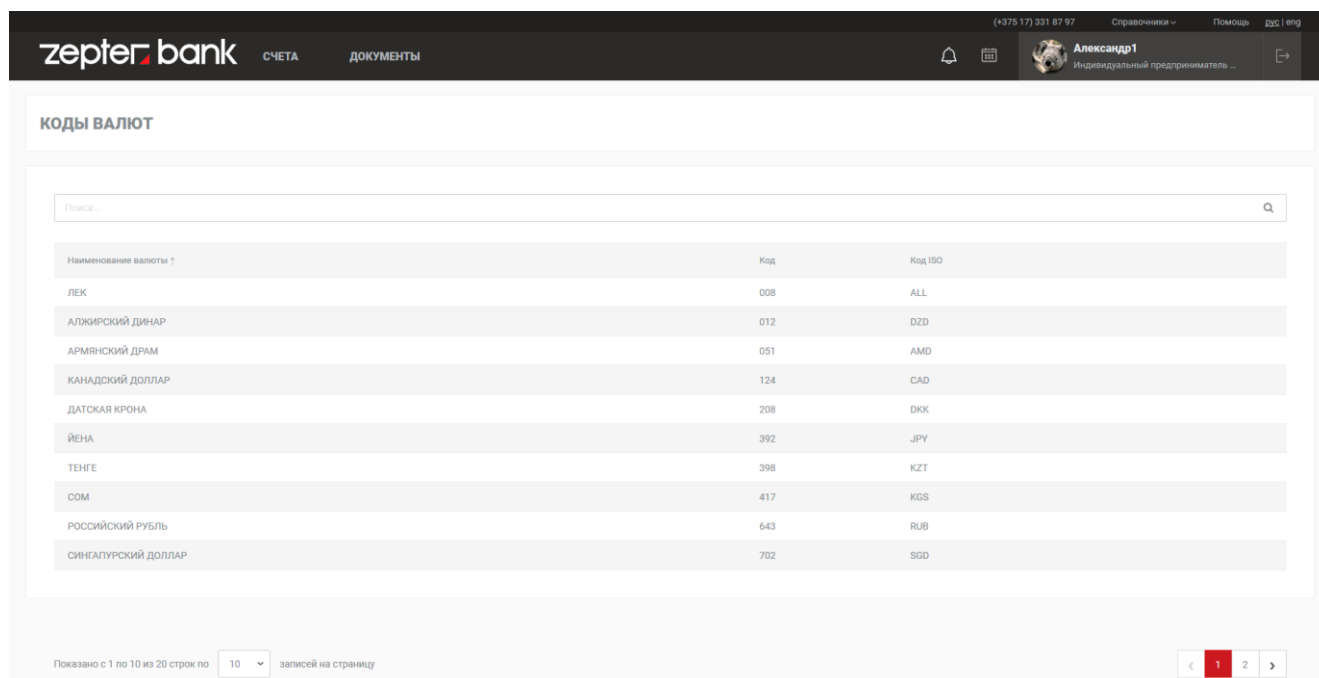 (+375 17) 331 87 97 Справочники Помощь рус | eng
zepter bank СЧЕТА ДОКУМЕНТЫ Александр1
Индивидуальный предприниматель ...
КОДЫ ВАЛЮТ
Поиск...
Наименование валюты ↑ Код Код ISO
ЛЕК 008 ALL
АЛЖИРСКИЙ ДИНАР 012 DZD
АРМЯНСКИЙ ДРАМ 051 AMD
КАНАДСКИЙ ДОЛЛАР 124 CAD
ДАТСКАЯ КРОНА 208 DKK
ЙЕНА 392 JPY
ТЕНГЕ 398 KZT
СОМ 417 KGS
РОССИЙСКИЙ РУБЛЬ 643 RUB
СИНГАПУРСКИЙ ДОЛЛАР 702 SGD
Показано с 1 по 10 из 20 строк по 10 записей на страницу < 1 2 >